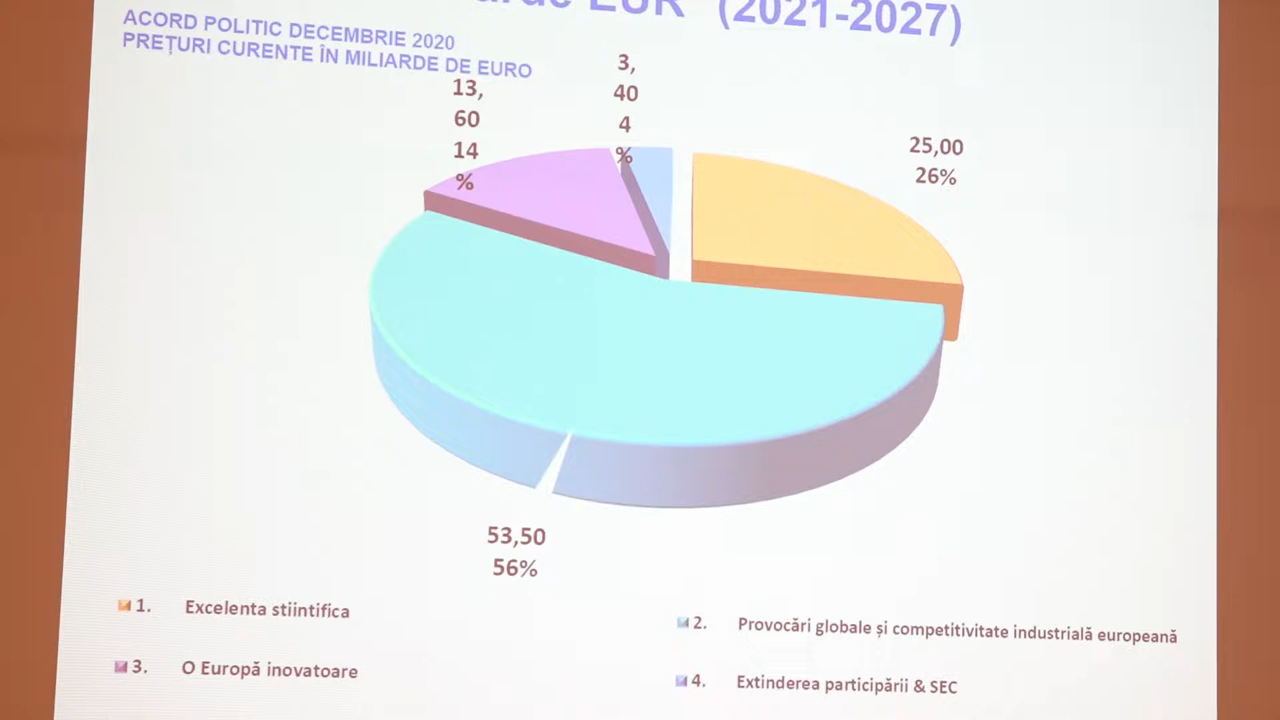 EUR (2021-2027)
ACORD POLITIC DECEMBRIE 2020
PREȚURI CURENTE ÎN MILIARDE DE EURO
13,
60
14
%
3,
40
4
%
25,00
26%
53,50
56%
1. Excelenta stiintifica
2. Provocări globale și competitivitate industrială europeană
3. O Europă inovatoare
4. Extinderea participării & SEC